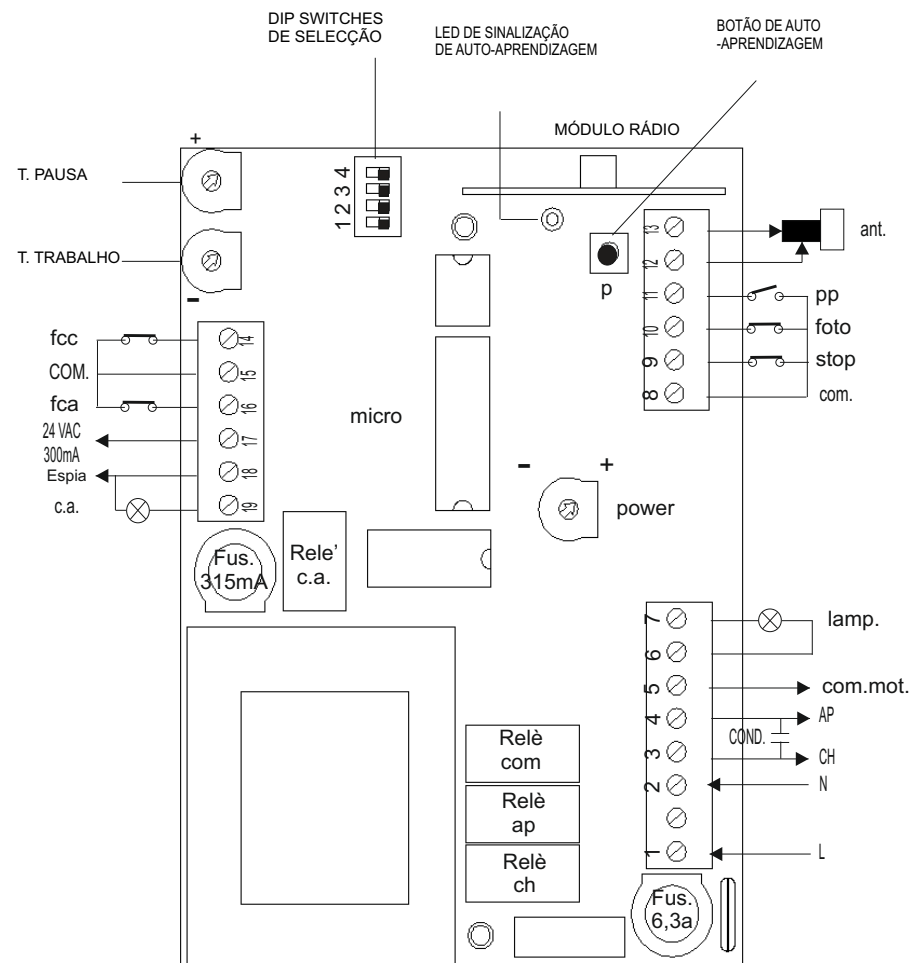 DIP SWITCHES
DE SELECÇÃO
LED DE SINALIZAÇÃO
DE AUTO-APRENDIZAGEM
BOTÃO DE AUTO
-APRENDIZAGEM
MÓDULO RÁDIO
+
T. PAUSA
T. TRABALHO
-
1 2 3 4
p
13
12
11
10
9
8
ant.
pp
foto
stop
com.
fcc
COM.
fca
24 VAC
300mA
Espia
c.a.
14
15
16
17
18
19
micro
- +
power
Fus.
315mA
Rele'
c.a.
7
6
5
4
3
2
1
lamp.
com.mot.
AP
COND.
CH
N
L
Relè
com
Relè
ap
Relè
ch
Fus.
6,3a